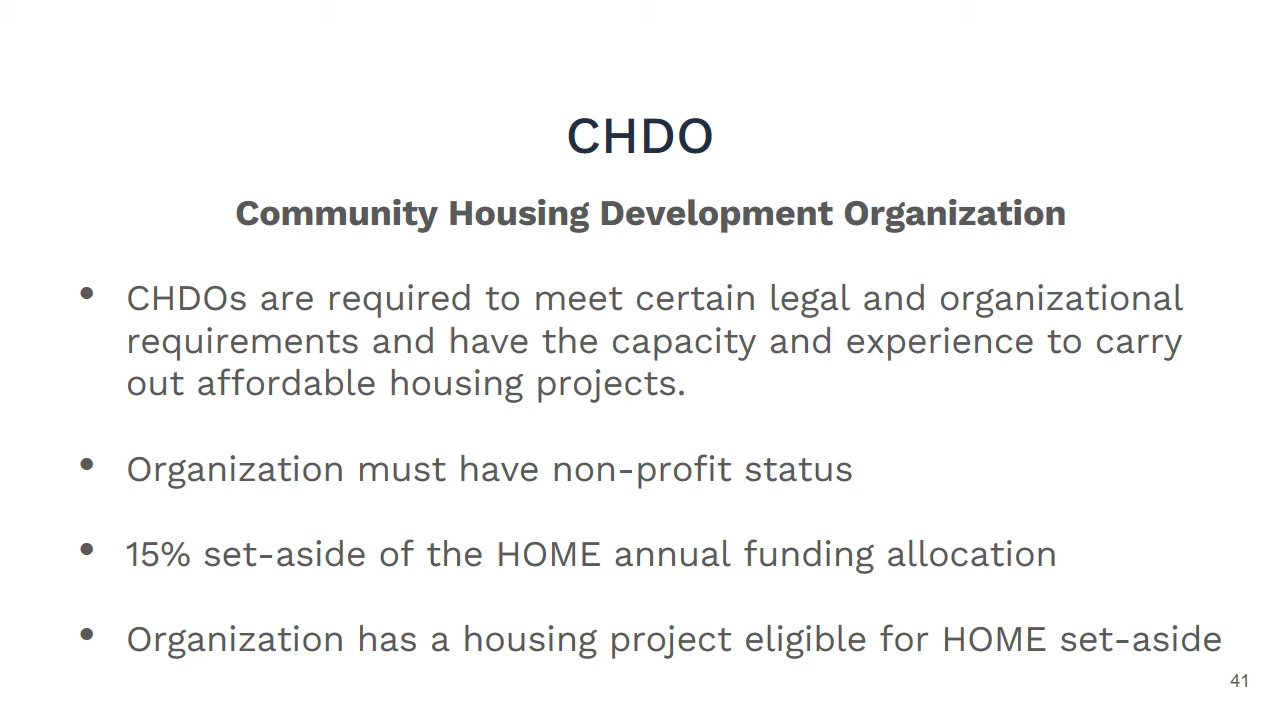 CHDO
Community Housing Development Organization
• CHDOs are required to meet certain legal and organizational
requirements and have the capacity and experience to carry
out affordable housing projects.
• Organization must have non-profit status
• 15% set-aside of the HOME annual funding allocation
• Organization has a housing project eligible for HOME set-aside
41